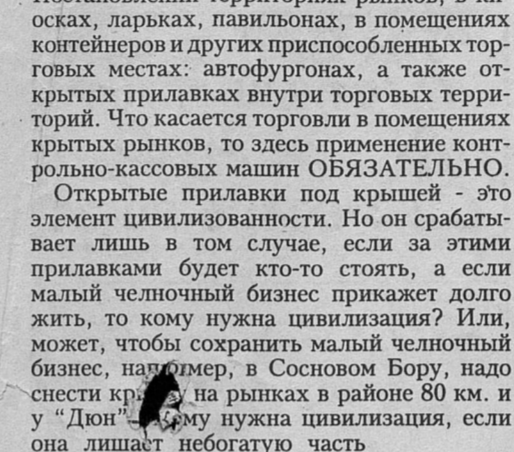 территориях рынков, в ки-
осках, ларьках, павильонах, в помещениях
контейнеров и других приспособленных тор-
говых местах: автофургонах, а также от-
крытых прилавках внутри торговых терри-
торий. Что касается торговли в помещениях
крытых рынков, то здесь применение конт-
рольно-кассовых машин ОБЯЗАТЕЛЬНО.
Открытые прилавки под крышей - это
элемент цивилизованности. Но он срабаты-
вает лишь в том случае, если за этими
прилавками будет кто-то стоять, а если
малый челночный бизнес прикажет долго
жить, то кому нужна цивилизация? Или,
может, чтобы сохранить малый челночный
бизнес, например, в Сосновом Бору, надо
снести на рынках в районе 80 км. и
у “Дюн” кому нужна цивилизация, если
она лишает небогатую часть